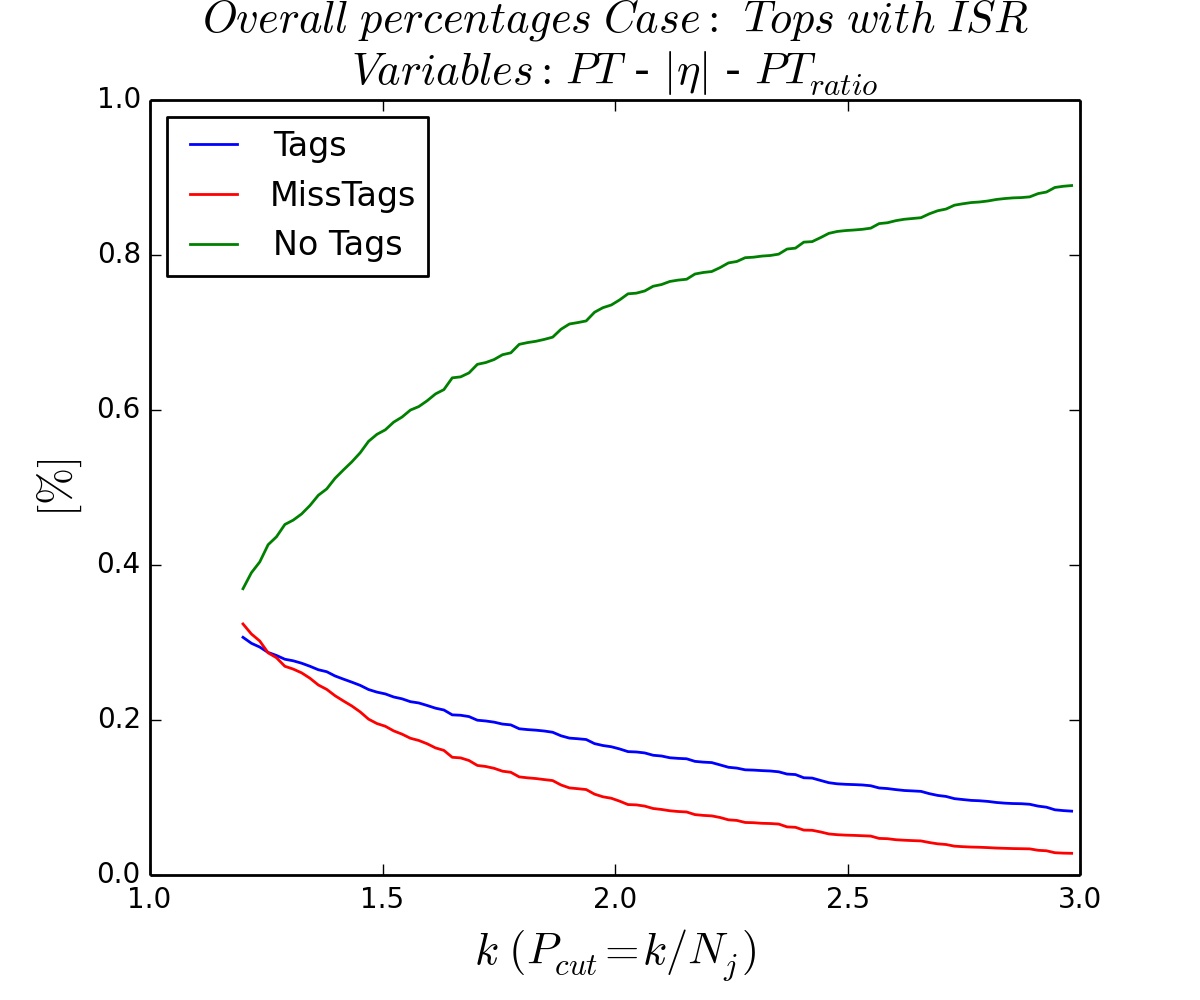 Overall percentages Case: Tops with ISR
Variables: PT - |η| - PT_ratio
1.0
Tags
MissTags
No Tags
0.8
0.6
[%]
0.4
0.2
0.0
1.0 1.5 2.0 2.5 3.0
k (P_cut = k/N_j)